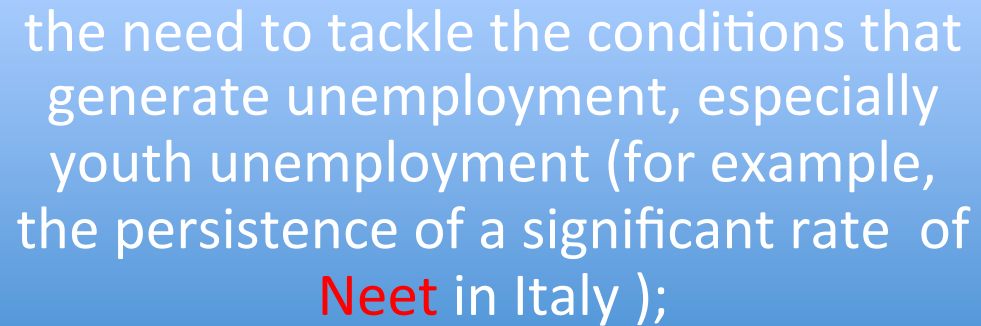 the need to tackle the conditions that
generate unemployment, especially
youth unemployment (for example,
the persistence of a significant rate  of
Neet in Italy );